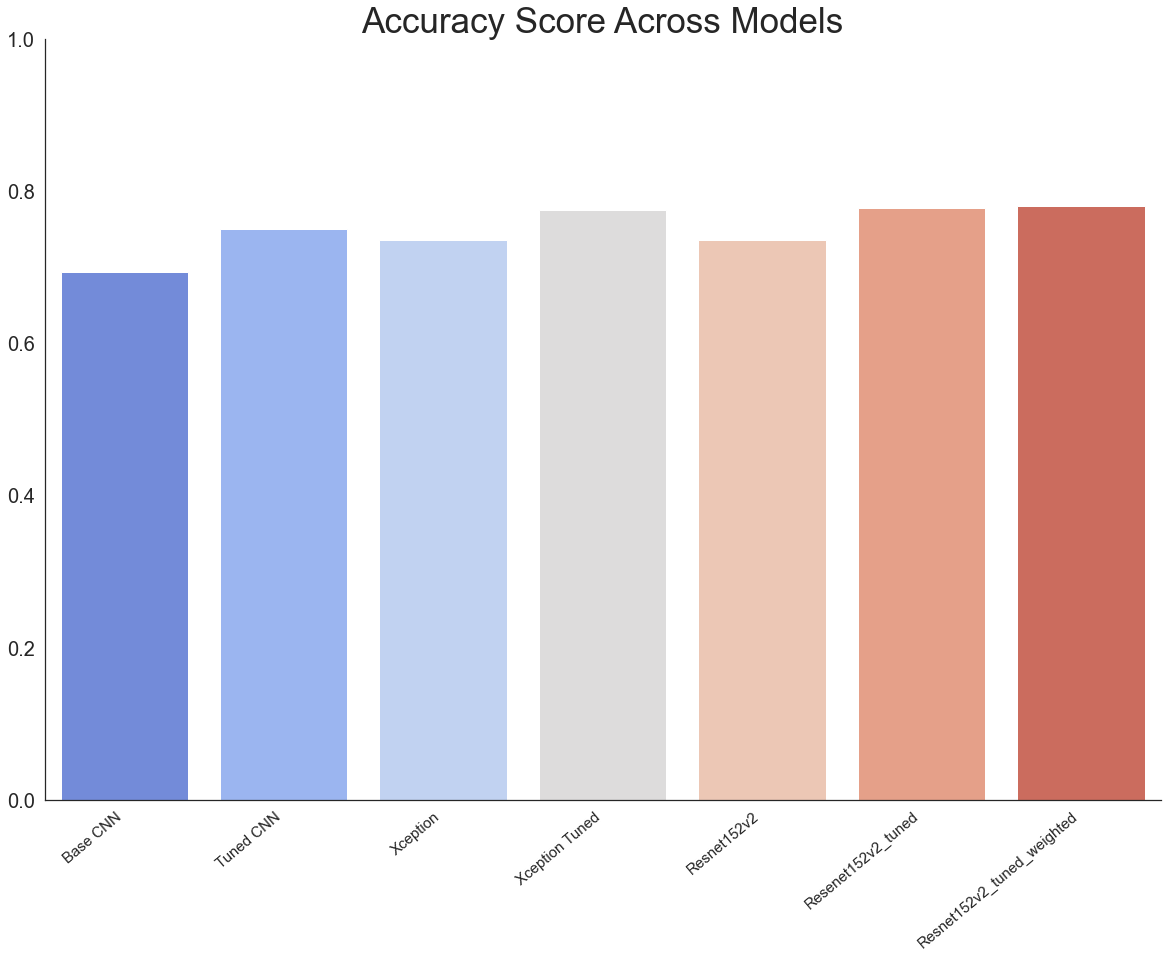 Accuracy Score Across Models
1.0
0.8
0.6
0.4
0.2
0.0
Base CNN
Tuned CNN
Xception
Xception Tuned
Resnet152v2
Resenet152v2_tuned
Resnet152v2_tuned_weighted